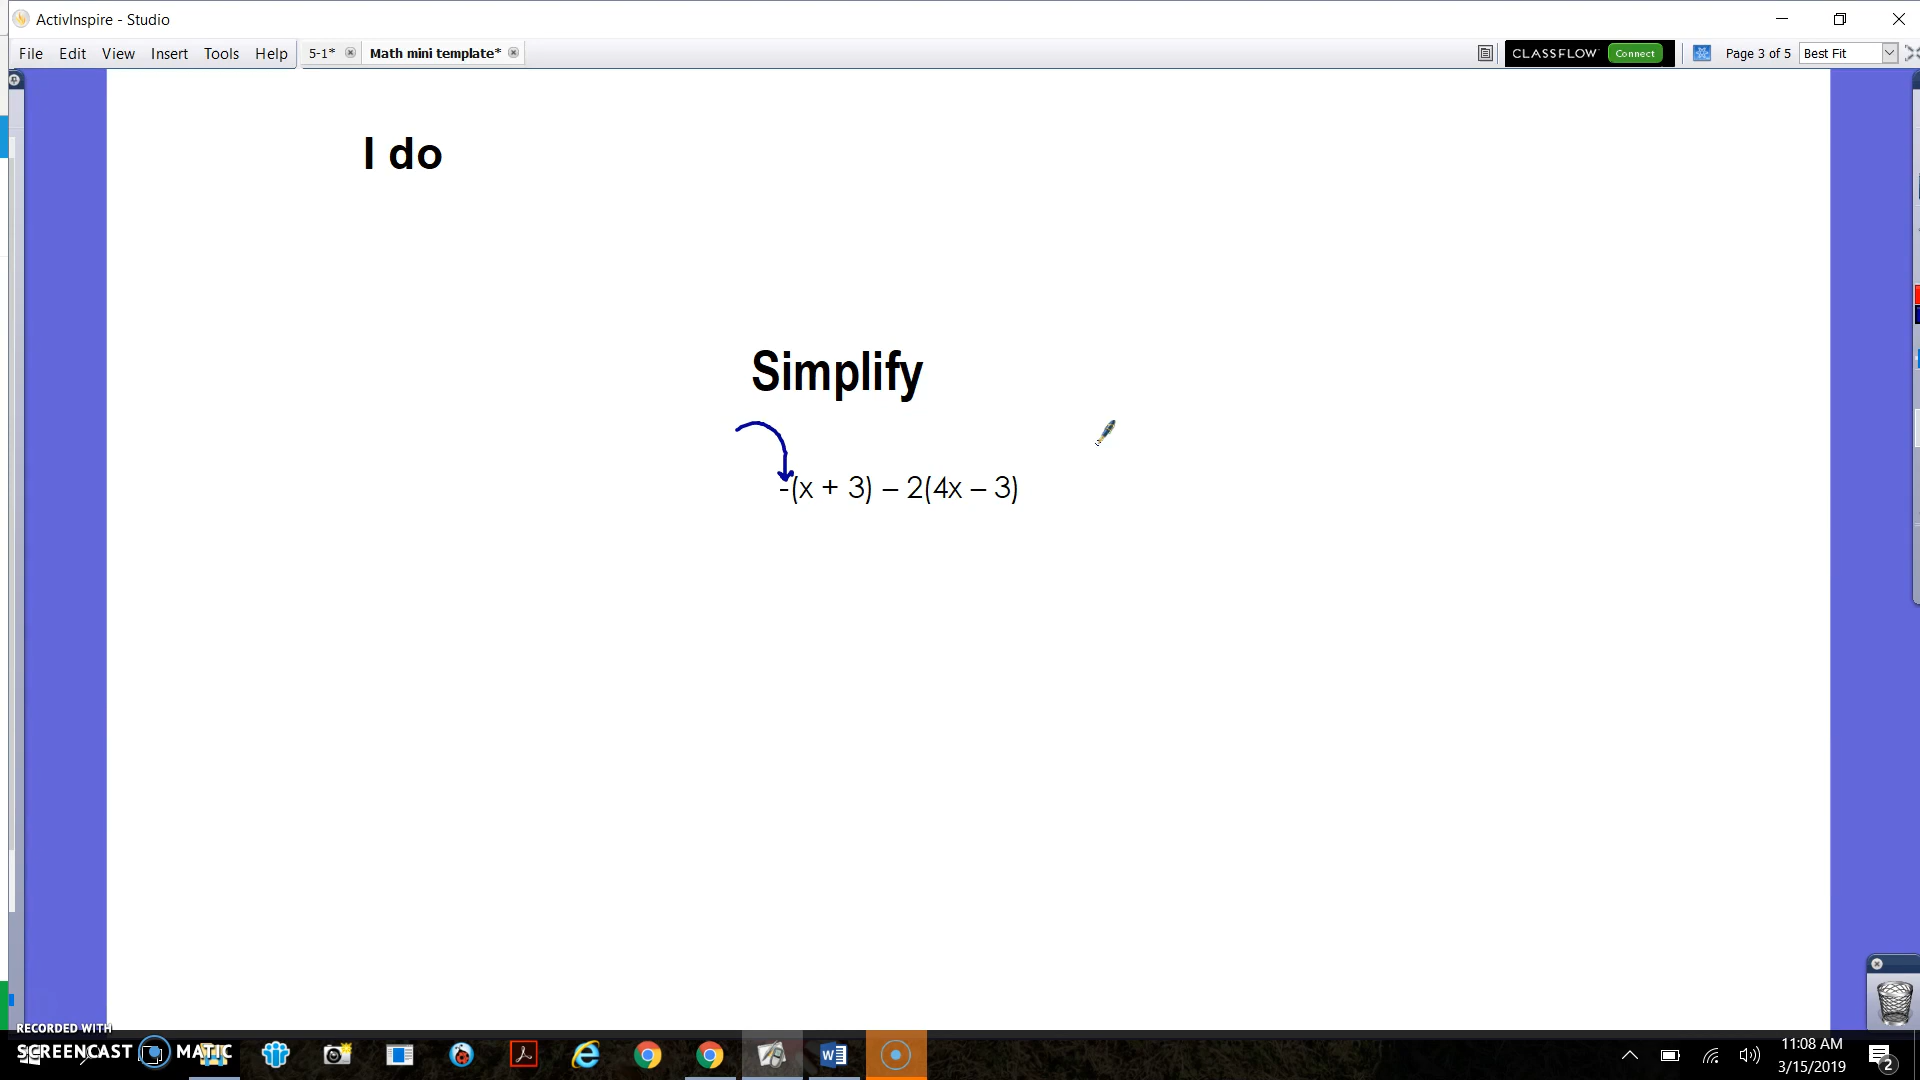 ActivInspire - Studio
File Edit View Insert Tools Help 5-1* Math mini template* CLASSFLOW Connect Page 3 of 5 Best Fit
I do
Simplify
-(x + 3) – 2(4x – 3)
RECORDED WITH
SCREENCAST MATIC
11:08 AM
3/15/2019
2